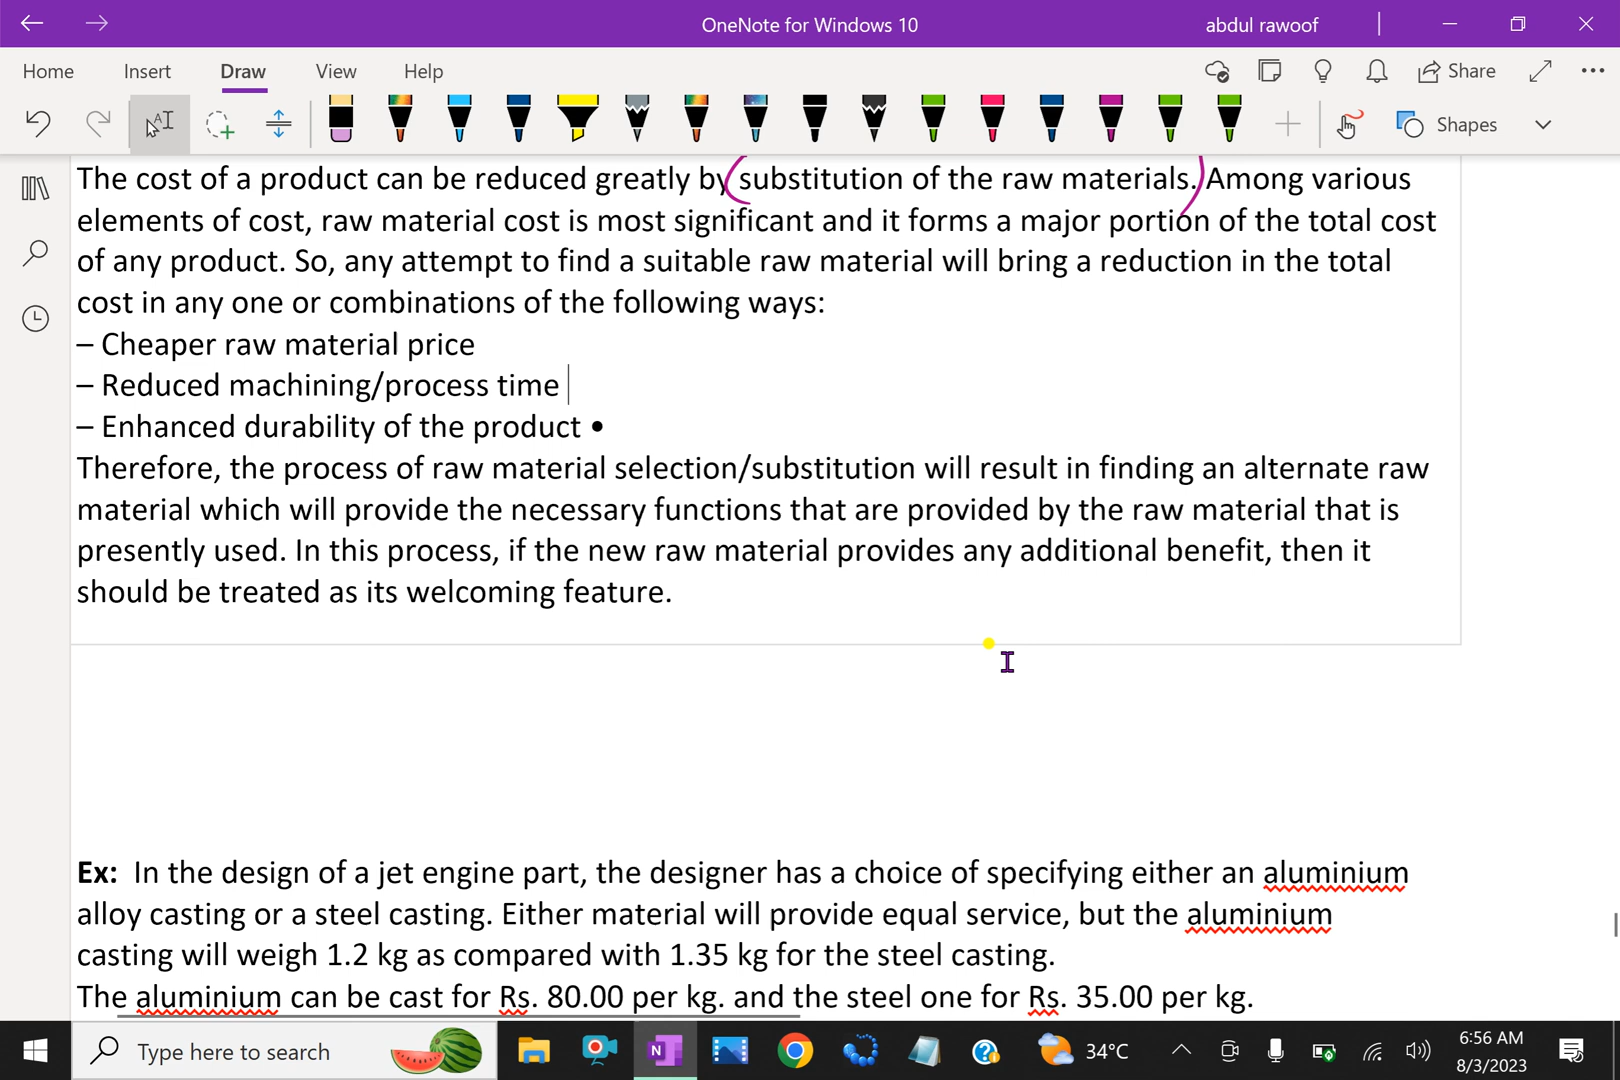 OneNote for Windows 10
abdul rawoof
Home Insert Draw View Help
Share
Shapes
The cost of a product can be reduced greatly by substitution of the raw materials. Among various
elements of cost, raw material cost is most significant and it forms a major portion of the total cost
of any product. So, any attempt to find a suitable raw material will bring a reduction in the total
cost in any one or combinations of the following ways:
– Cheaper raw material price
– Reduced machining/process time
– Enhanced durability of the product •
Therefore, the process of raw material selection/substitution will result in finding an alternate raw
material which will provide the necessary functions that are provided by the raw material that is
presently used. In this process, if the new raw material provides any additional benefit, then it
should be treated as its welcoming feature.
Ex: In the design of a jet engine part, the designer has a choice of specifying either an aluminium
alloy casting or a steel casting. Either material will provide equal service, but the aluminium
casting will weigh 1.2 kg as compared with 1.35 kg for the steel casting.
The aluminium can be cast for Rs. 80.00 per kg. and the steel one for Rs. 35.00 per kg.
Type here to search
34°C
6:56 AM
8/3/2023